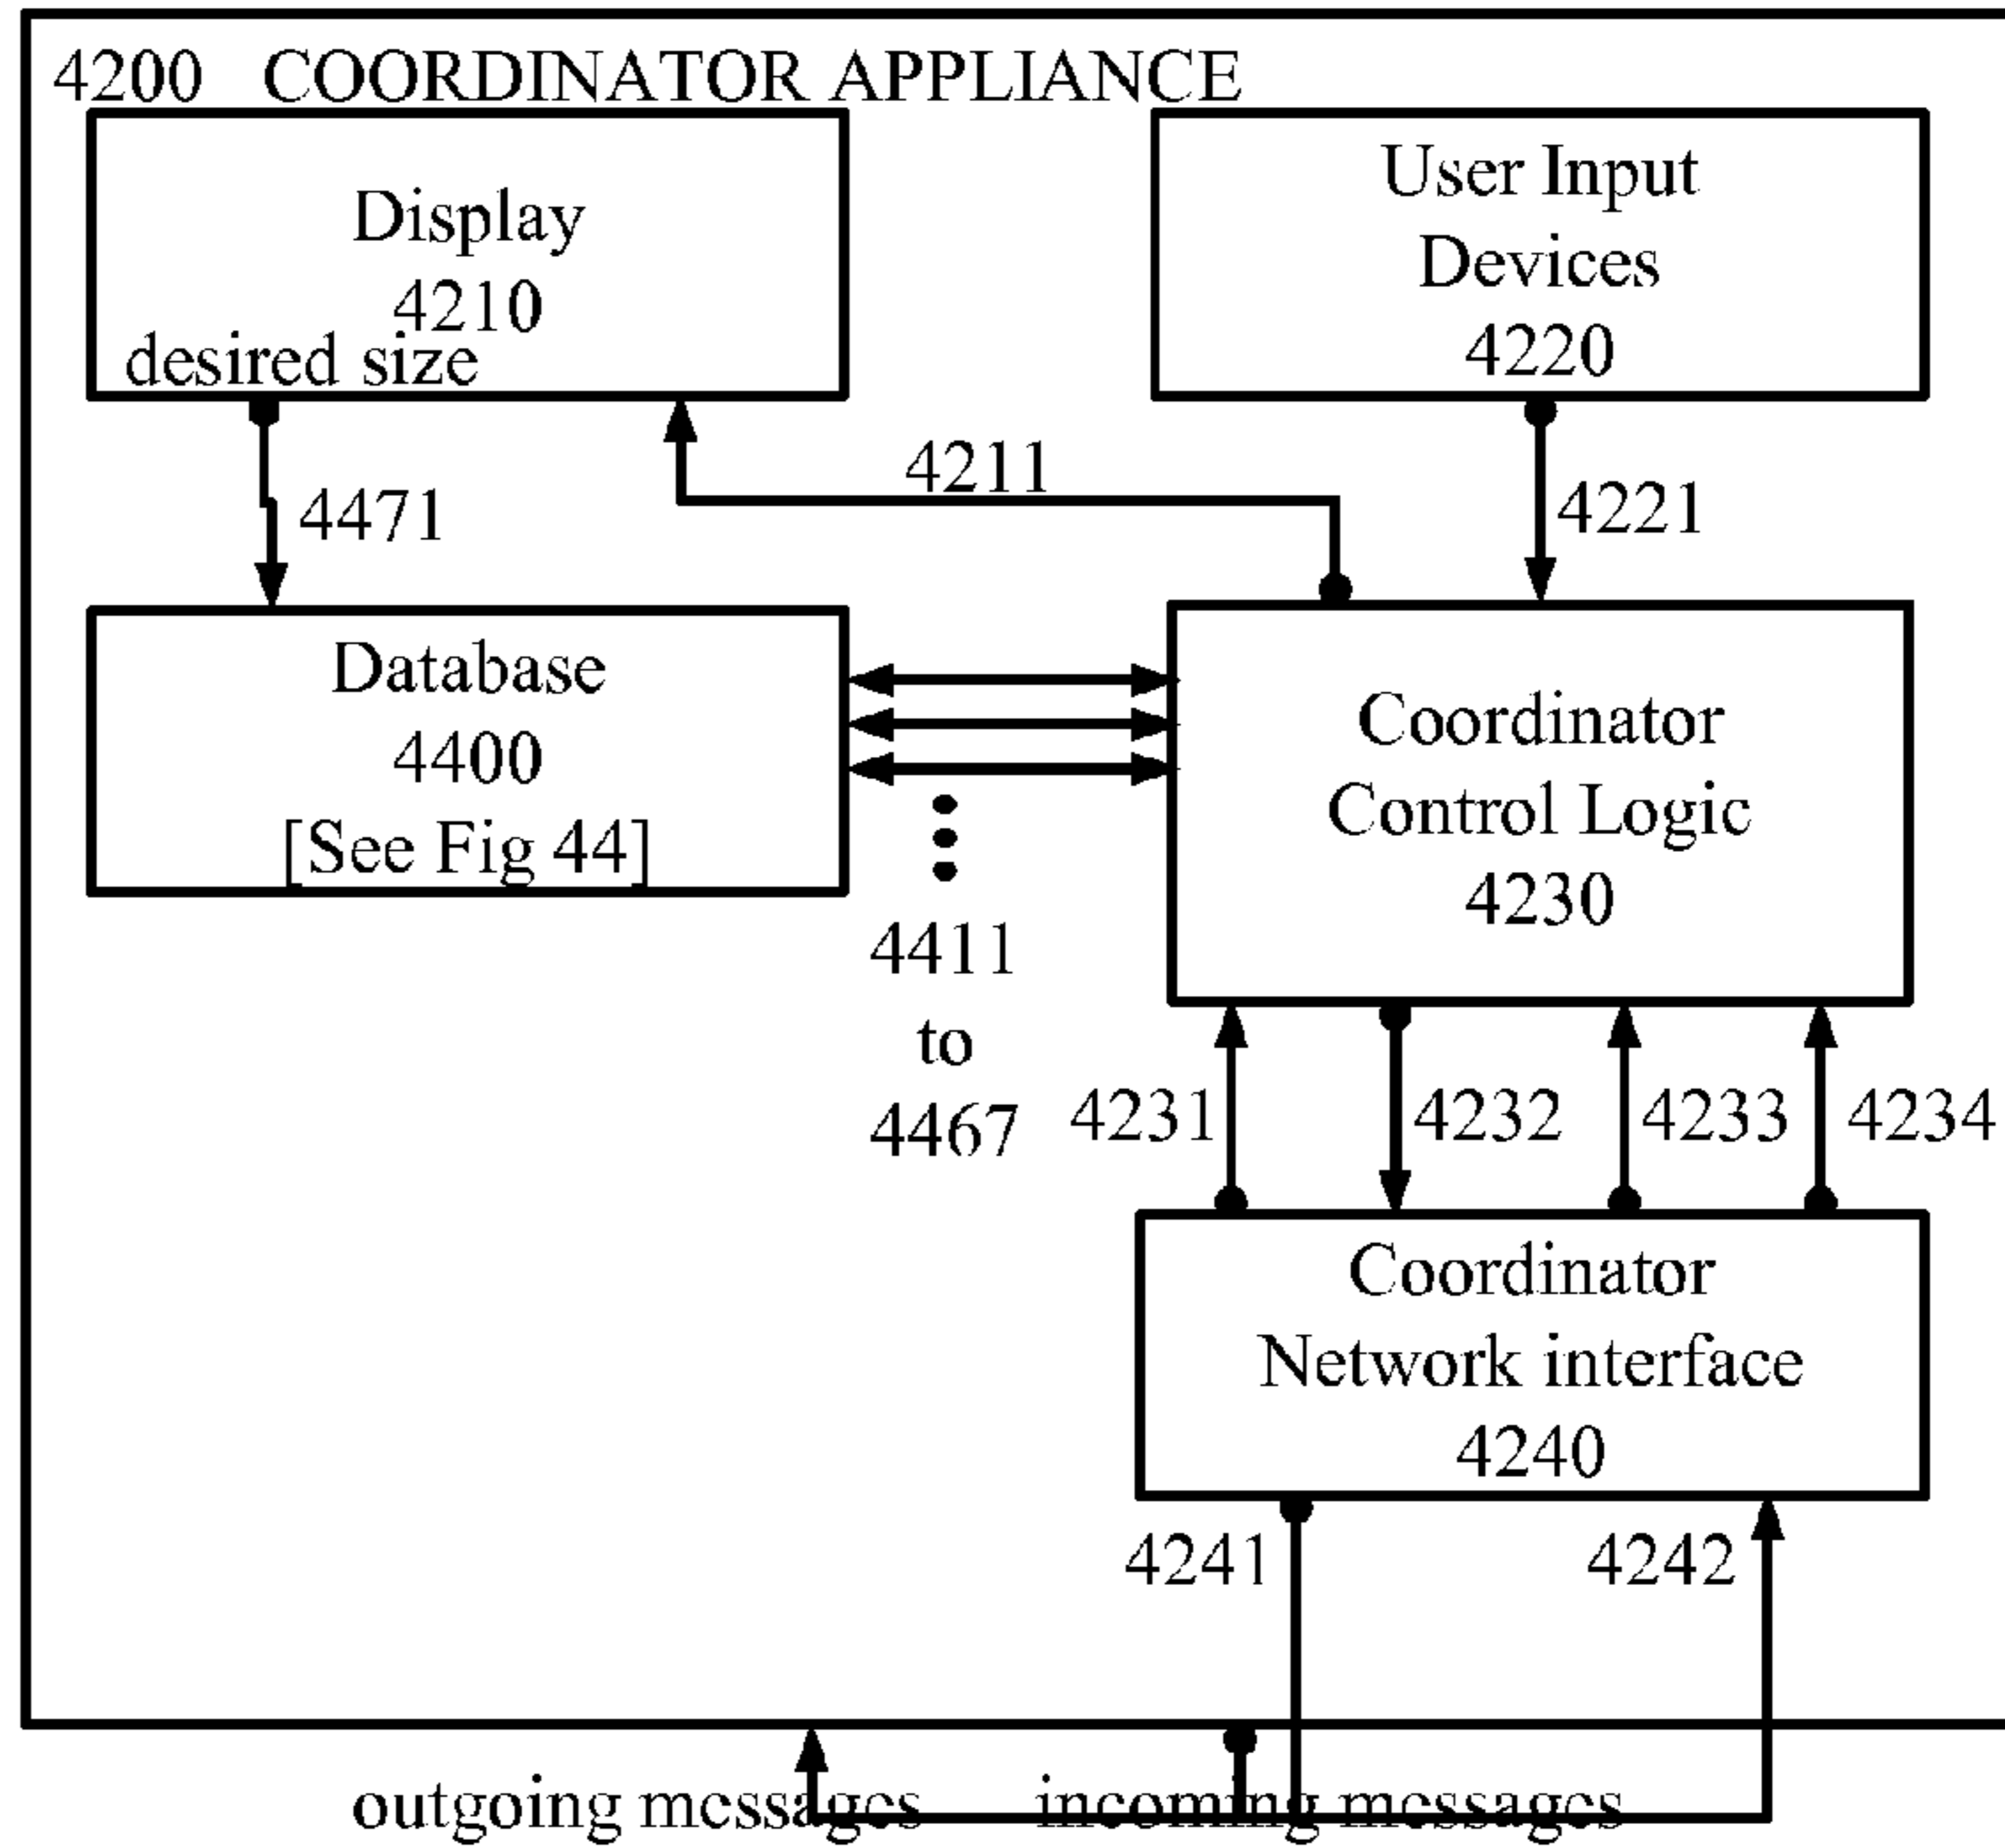 4200 COORDINATOR APPLIANCE
Display
4210
desired size
User Input
Devices
4220
4471
4211
4221
Database
4400
[See Fig 44]
Coordinator
Control Logic
4230
4411
to
4467
4231
4232
4233
4234
Coordinator
Network interface
4240
4241
4242
outgoing messages
incoming messages